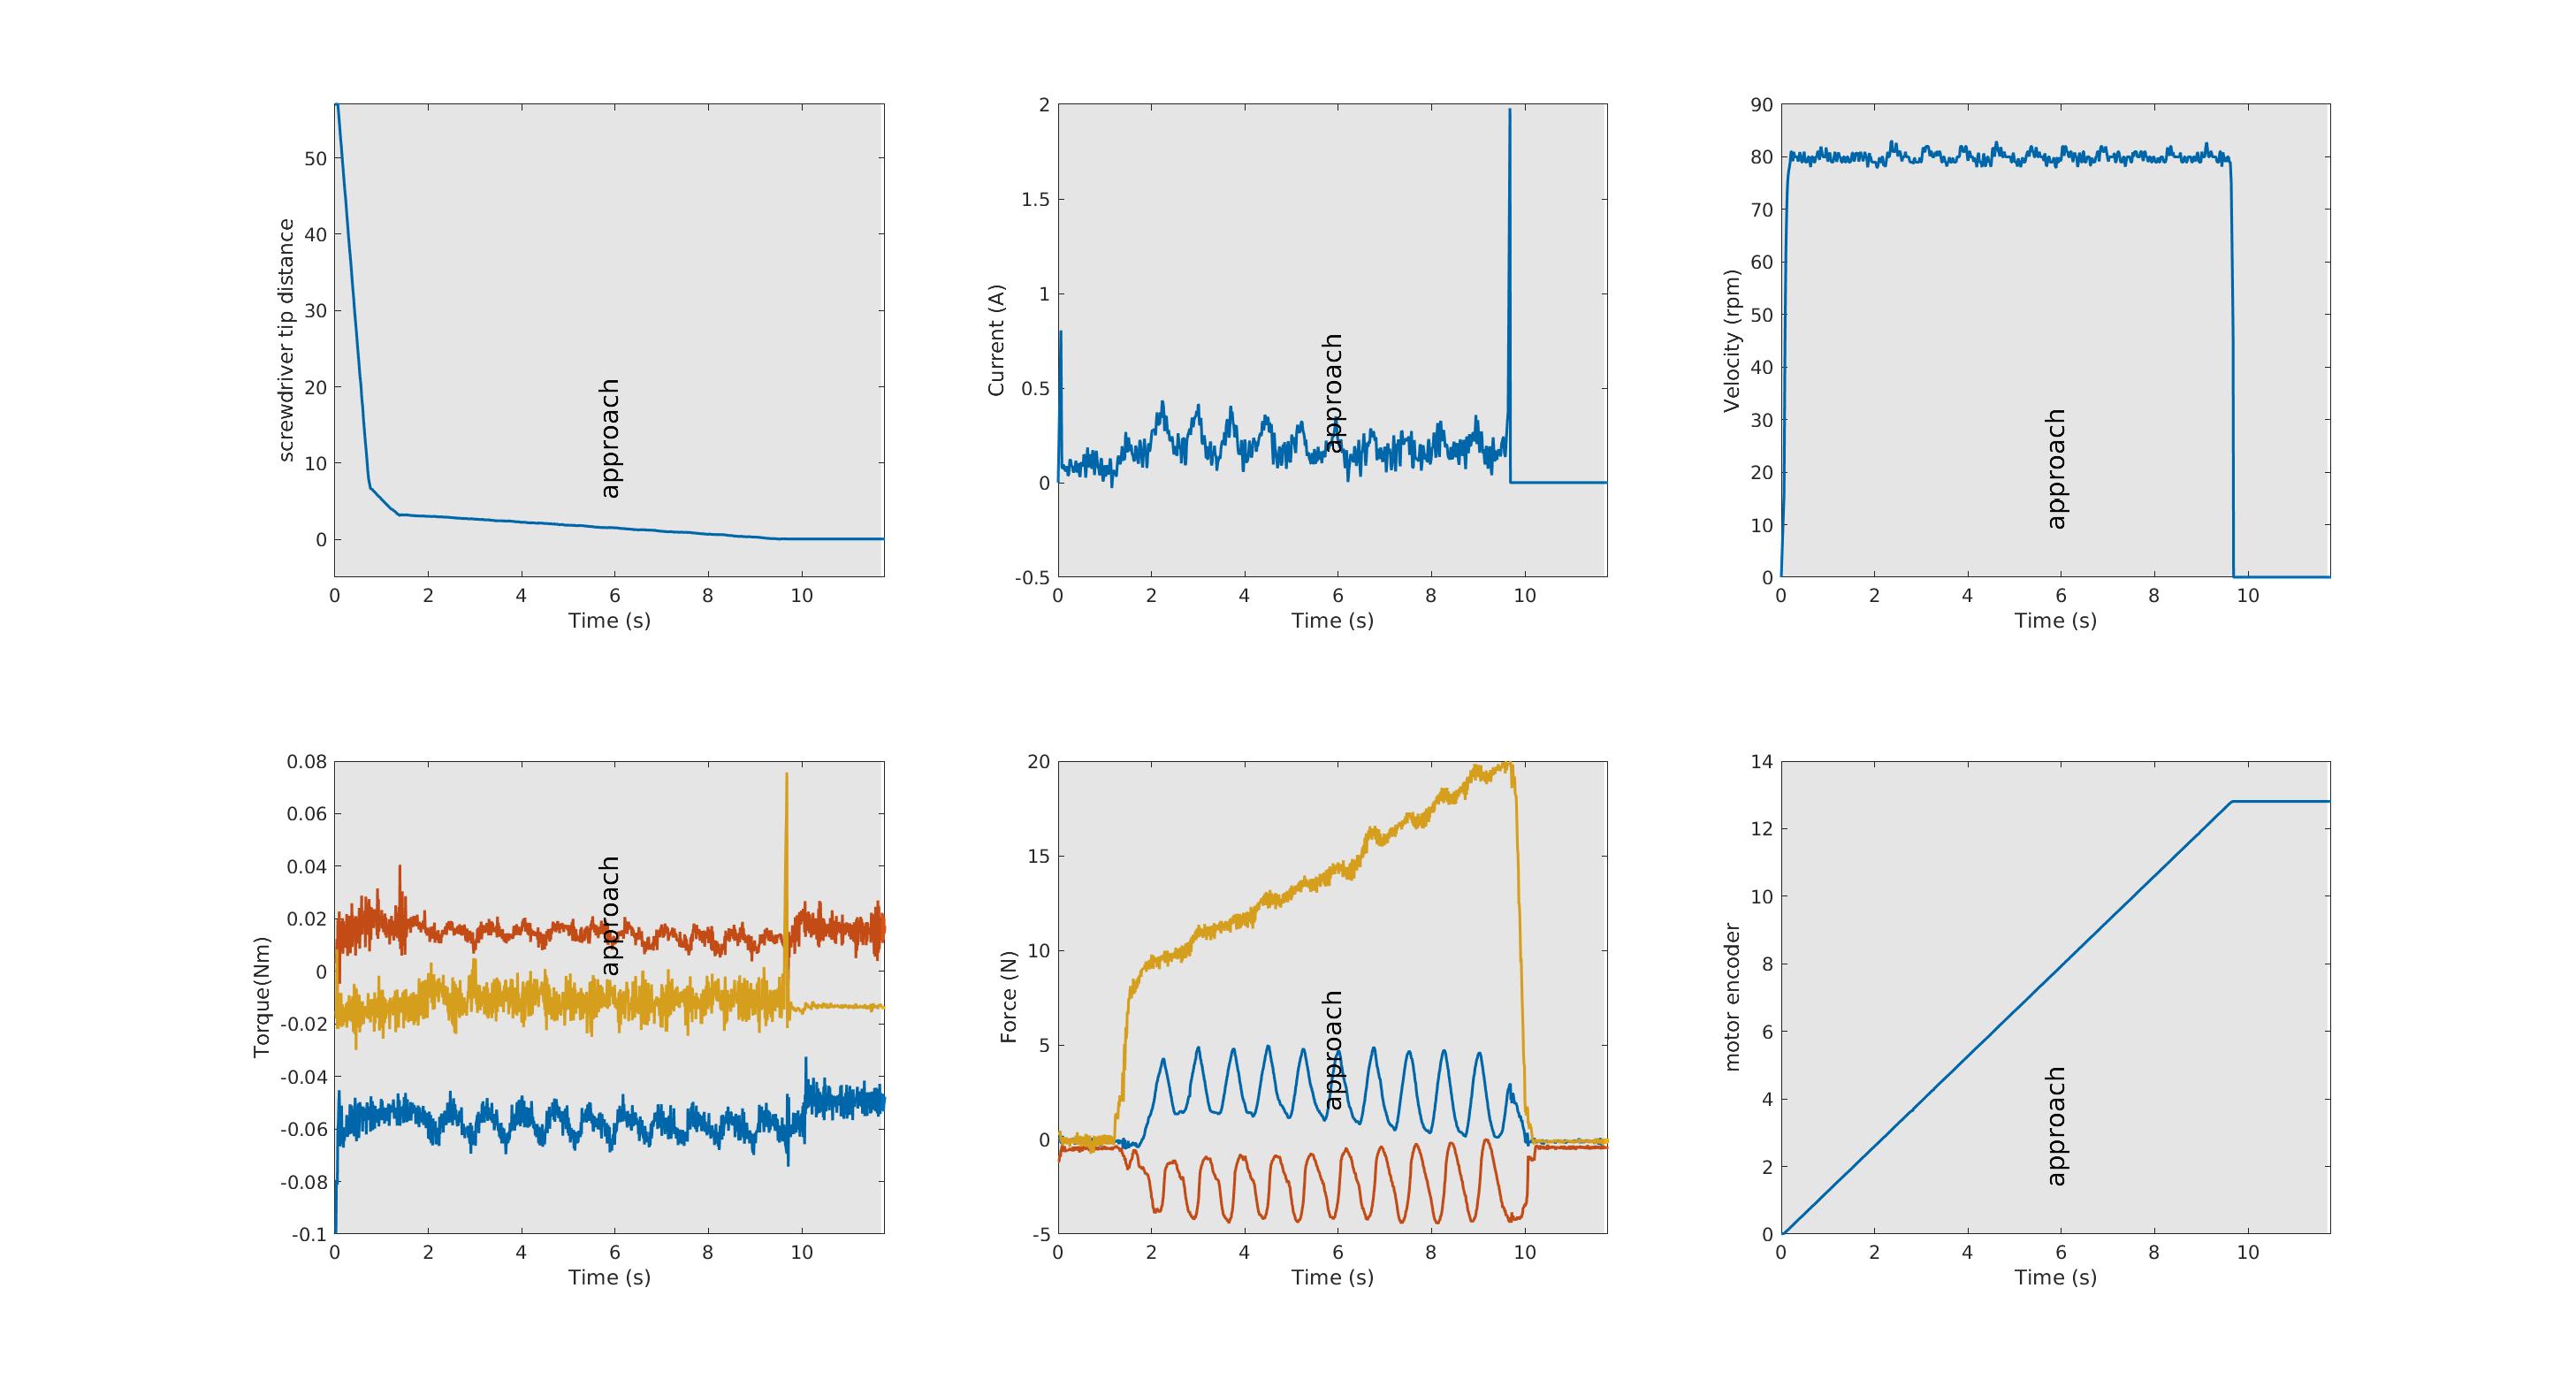 screwdriver tip distance
50
40
30
20
10
0
approach
0 2 4 6 8 10
Time (s)
Current (A)
2
1.5
1
0.5
0
-0.5
approach
0 2 4 6 8 10
Time (s)
Velocity (rpm)
90
80
70
60
50
40
30
20
10
0
approach
0 2 4 6 8 10
Time (s)
Torque(Nm)
0.08
0.06
0.04
0.02
0
-0.02
-0.04
-0.06
-0.08
-0.1
approach
0 2 4 6 8 10
Time (s)
Force (N)
20
15
10
5
0
-5
approach
0 2 4 6 8 10
Time (s)
motor encoder
14
12
10
8
6
4
2
0
approach
0 2 4 6 8 10
Time (s)